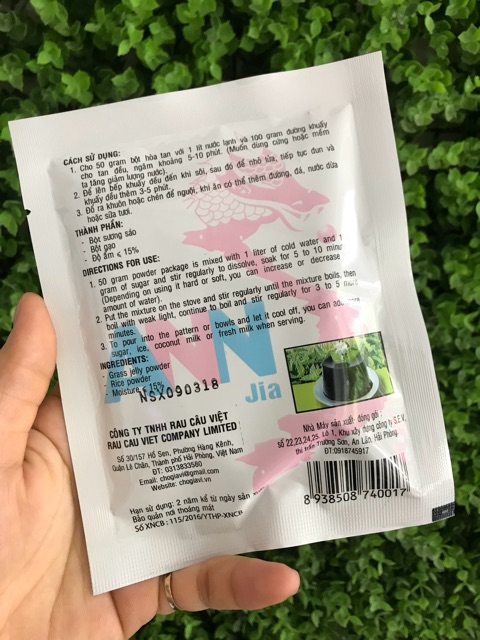 CÁCH SỬ DỤNG:
1. Cho 50 gram bột hòa tan với 1 lít nước lạnh và 100 gram đường khuấy
cho tan đều, ngâm khoảng 5-10 phút. (Muốn dùng cứng hoặc mềm
ta tăng giảm lượng nước).
2. Để lên bếp khuấy đều đến khi sôi, sau đó để nhỏ lửa, tiếp tục đun và
khuấy đều thêm 3-5 phút.
3. Đổ ra khuôn hoặc chén để nguội, khi ăn có thể thêm đường, đá, nước dừa
hoặc sữa tươi.
THÀNH PHẦN:
- Bột sương sáo
- Bột gạo
- Độ ẩm ≤ 15%
DIRECTIONS FOR USE:
1. 50 gram powder package is mixed with 1 liter of cold water and 1
gram of sugar and stir regularly to dissolve, soak for 5 to 10 minu
(Depending on using it hard or soft, you can increase or decrease
amount of water).
2. Put the mixture on the stove and stir regularly until the mixture boils, then
boil with weak light, continue to boil and stir regularly for 3 to 5 m
minutes.
3. To pour into the pattern or bowls and let it cool off, you can add more
sugar, ice, coconut milk or fresh milk when serving.
INGREDIENTS:
- Grass jelly powder
- Rice powder
- Moisture ≤ 15%
NSX090318
Jia
CÔNG TY TNHH RAU CÂU VIỆT
RAU CAU VIET COMPANY LIMITED
Số 30/157 Hồ Sen, Phường Hàng Kênh,
Quận Lê Chân, Thành phố Hải Phòng, Việt Nam
ĐT: 0313833580
Email: chogiavi@gmail.com
Website: chogiavi.vn
Nhà Máy sản xuất, đóng gói:
Số 22,23,24,25, Lô 1, Khu xây dựng công ty S.E.V,
thị trấn Trường Sơn, An Lão, Hải Phòng.
ĐT:0918745917
Hạn sử dụng: 2 năm kể từ ngày sản
Bảo quản nơi thoáng mát
Số XNCB : 115/2016/YTHP-XNCB
8 938508 740017